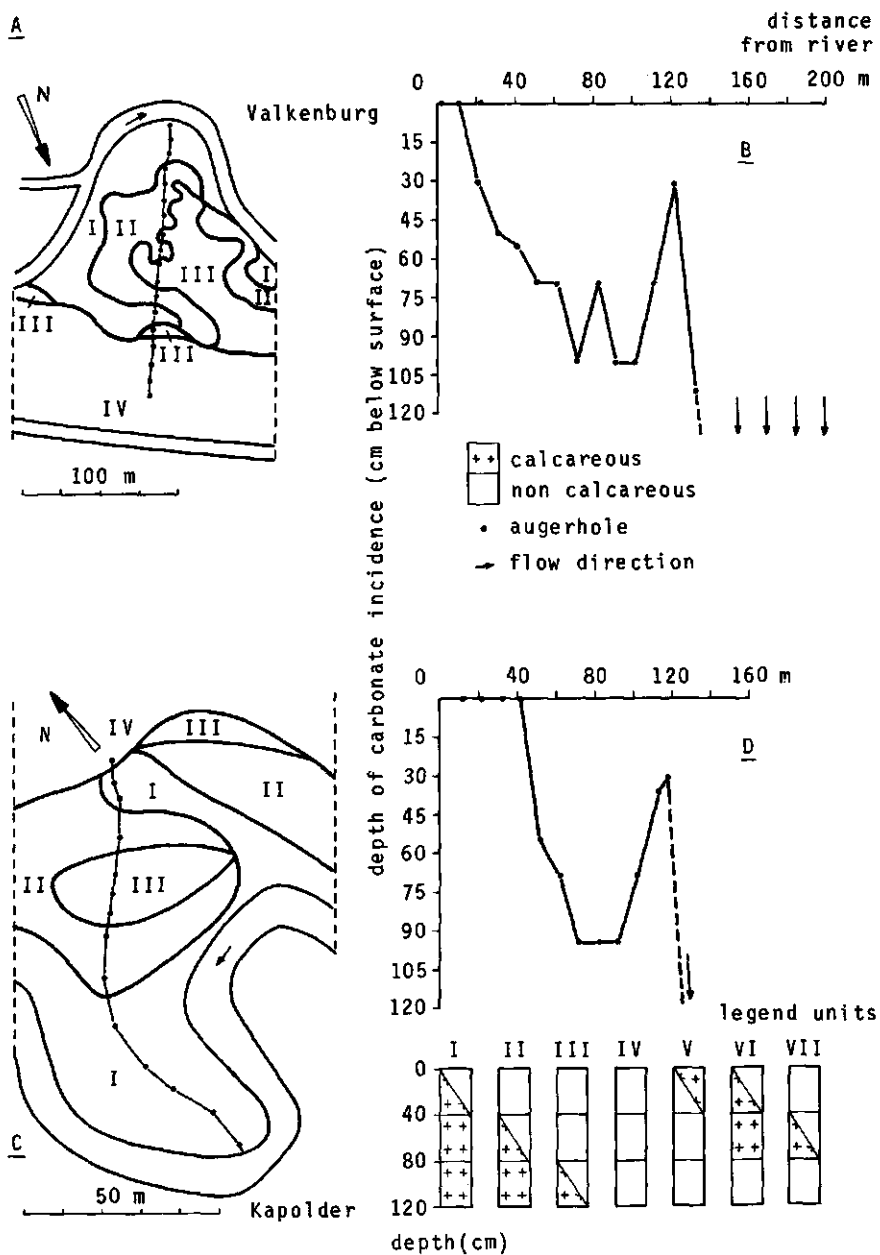 A
N
Valkenburg
I
II
III
I
II
III
III
IV
100 m
distance
from river
0 40 80 120 160 200 m
15
30
45
60
75
90
105
120
B
depth of carbonate incidence (cm below surface)
calcareous
non calcareous
augerhole
flow direction
C
N
IV
III
I
II
II
III
I
50 m
Kapolder
0 40 80 120 160 m
15
30
45
60
75
90
105
120
D
legend units
I II III IV V VI VII
0
40
80
120
depth(cm)